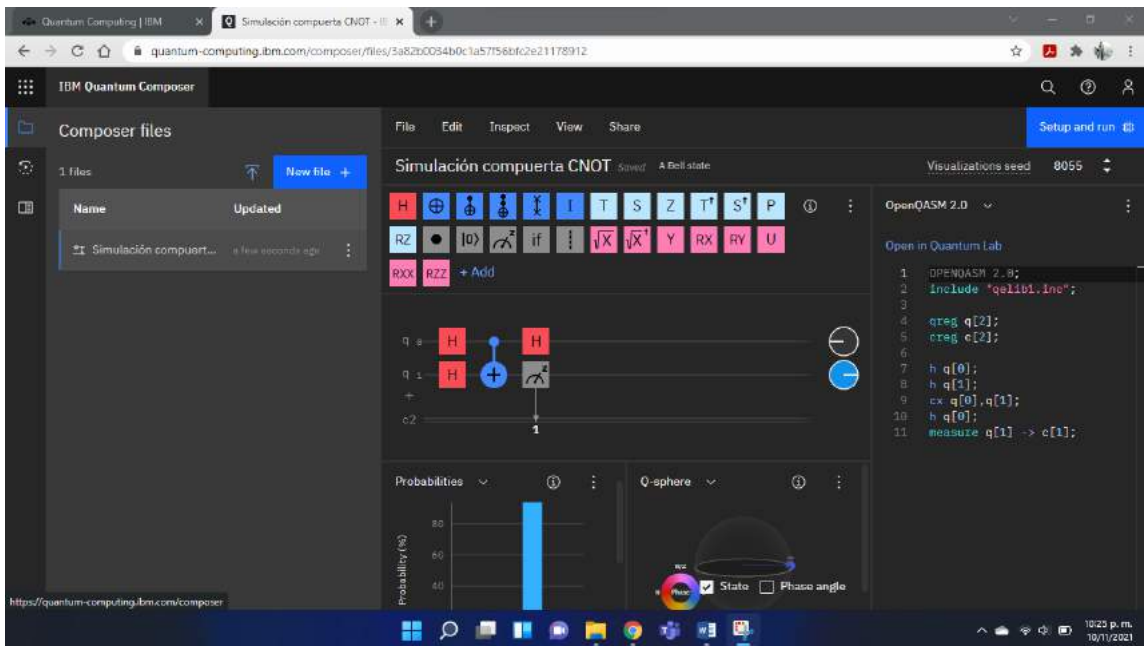 Quantum Computing | IBM
Simulación compuerta CNOT - I
quantum-computing.ibm.com/composer/files/3a82b0034b0c1a57f56bfc2e21178912
IBM Quantum Composer
Composer files
File Edit Inspect View Share
Setup and run
1 files
New file +
Simulación compuerta CNOT Saved A Bell state
Visualizations seed 8055
Name Updated
H I T S Z T† S† P
OpenQASM 2.0
Simulación compuert... a few seconds ago
RZ |0⟩ z if √X √X† Y RX RY U
Open in Quantum Lab
RXX RZZ + Add
1 OPENQASM 2.0;
2 include "qelib1.inc";
3
4 qreg q[2];
5 creg c[2];
6
7 h q[0];
8 h q[1];
9 cx q[0],q[1];
10 h q[0];
11 measure q[1] -> c[1];
q 0 H H
q 1 H + z
+
c2
1
Probabilities
Q-sphere
Probability (%)
80
60
40
π/2
π
Phase
State Phase angle
https://quantum-computing.ibm.com/composer
10:25 p. m.
10/11/2021